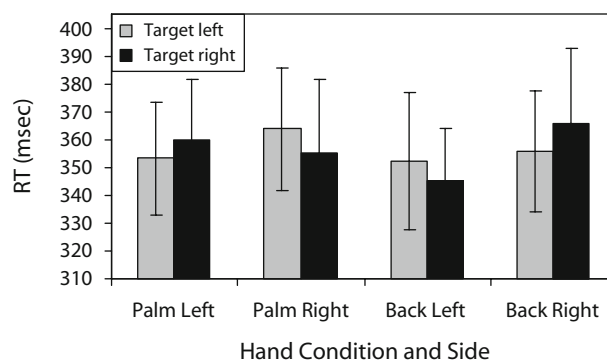 400
390
380
370
360
350
340
330
320
310
RT (msec)
Target left
Target right
Palm Left Palm Right Back Left Back Right
Hand Condition and Side